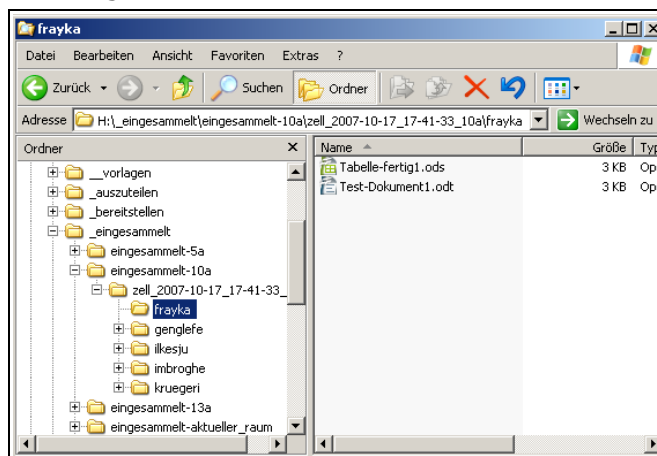 frayka
Datei Bearbeiten Ansicht Favoriten Extras ?
Zurück Suchen Ordner
Adresse H:\_eingesammelt\eingesammelt-10a\zell_2007-10-17_17-41-33_10a\frayka Wechseln zu
Ordner x Name Größe Typ
__vorlagen
_auszuteilen
_bereitstellen
_eingesammelt
eingesammelt-5a
eingesammelt-10a
zell_2007-10-17_17-41-33_
frayka
genglefe
ilkesju
imbroghe
kruegeri
eingesammelt-13a
eingesammelt-aktueller_raum
Tabelle-fertig1.ods 3 KB Op
Test-Dokument1.odt 3 KB Op